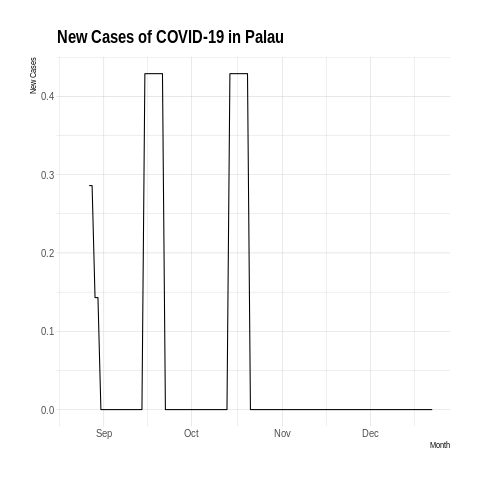 New Cases of COVID-19 in Palau
New Cases
0.4
0.3
0.2
0.1
0.0
Sep Oct Nov Dec
Month